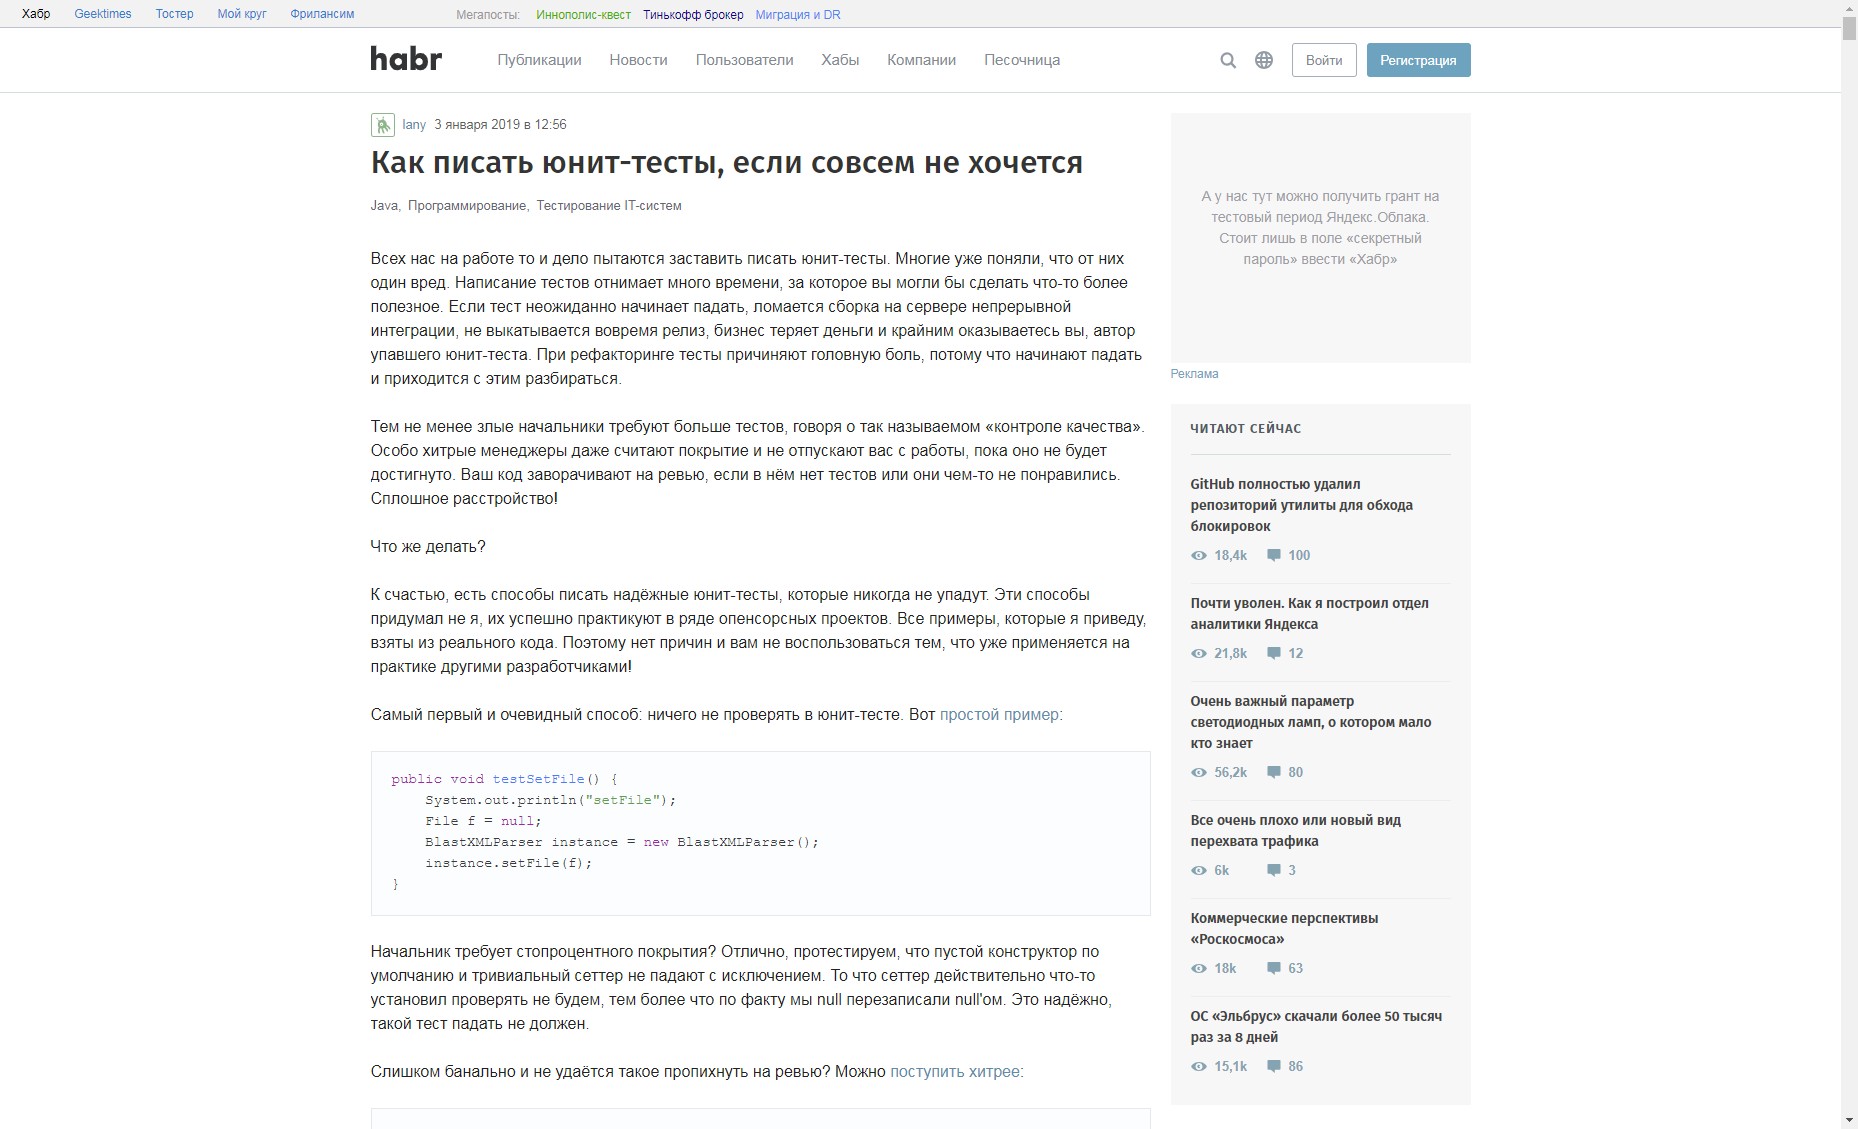 Хабр Geektimes Тостер Мой круг Фрилансим Мегапосты: Иннополис-квест Тинькофф брокер Миграция и DR
habr Публикации Новости Пользователи Хабы Компании Песочница Войти Регистрация
lany 3 января 2019 в 12:56
Как писать юнит-тесты, если совсем не хочется
Java, Программирование, Тестирование IT-систем
Всех нас на работе то и дело пытаются заставить писать юнит-тесты. Многие уже поняли, что от них
один вред. Написание тестов отнимает много времени, за которое вы могли бы сделать что-то более
полезное. Если тест неожиданно начинает падать, ломается сборка на сервере непрерывной
интеграции, не выкатывается вовремя релиз, бизнес теряет деньги и крайним оказываетесь вы, автор
упавшего юнит-теста. При рефакторинге тесты причиняют головную боль, потому что начинают падать
и приходится с этим разбираться.
Тем не менее злые начальники требуют больше тестов, говоря о так называемом «контроле качества».
Особо хитрые менеджеры даже считают покрытие и не отпускают вас с работы, пока оно не будет
достигнуто. Ваш код заворачивают на ревью, если в нём нет тестов или они чем-то не понравились.
Сплошное расстройство!
Что же делать?
К счастью, есть способы писать надёжные юнит-тесты, которые никогда не упадут. Эти способы
придумал не я, их успешно практикуют в ряде опенсорсных проектов. Все примеры, которые я приведу,
взяты из реального кода. Поэтому нет причин и вам не воспользоваться тем, что уже применяется на
практике другими разработчиками!
Самый первый и очевидный способ: ничего не проверять в юнит-тесте. Вот простой пример:
public void testSetFile() {
    System.out.println("setFile");
    File f = null;
    BlastXMLParser instance = new BlastXMLParser();
    instance.setFile(f);
}
Начальник требует стопроцентного покрытия? Отлично, протестируем, что пустой конструктор по
умолчанию и тривиальный сеттер не падают с исключением. То что сеттер действительно что-то
установил проверять не будем, тем более что по факту мы null перезаписали null'ом. Это надёжно,
такой тест падать не должен.
Слишком банально и не удаётся такое пропихнуть на ревью? Можно поступить хитрее:
А у нас тут можно получить грант на
тестовый период Яндекс.Облака.
Стоит лишь в поле «секретный
пароль» ввести «Хабр»
Реклама
ЧИТАЮТ СЕЙЧАС
GitHub полностью удалил
репозиторий утилиты для обхода
блокировок
18,4k 100
Почти уволен. Как я построил отдел
аналитики Яндекса
21,8k 12
Очень важный параметр
светодиодных ламп, о котором мало
кто знает
56,2k 80
Все очень плохо или новый вид
перехвата трафика
6k 3
Коммерческие перспективы
«Роскосмоса»
18k 63
ОС «Эльбрус» скачали более 50 тысяч
раз за 8 дней
15,1k 86